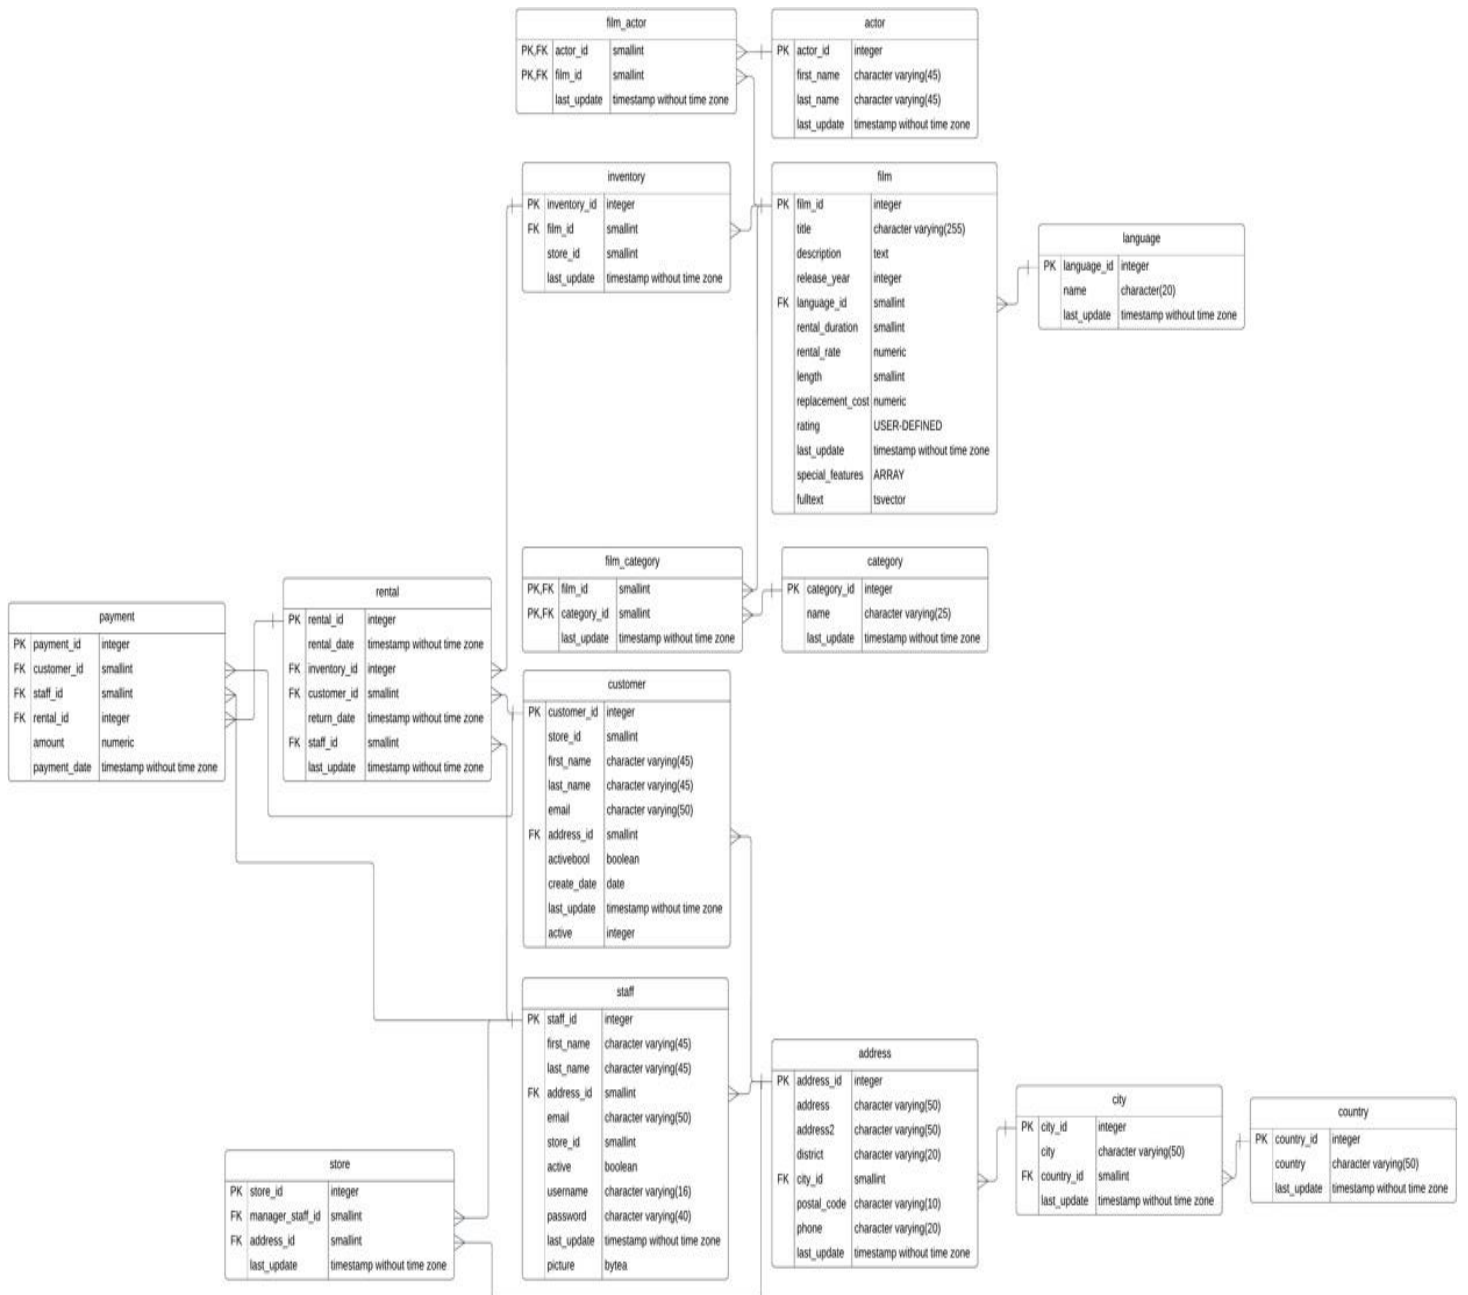 film_actor
PK,FK actor_id smallint
PK,FK film_id smallint
last_update timestamp without time zone
actor
PK actor_id integer
first_name character varying(45)
last_name character varying(45)
last_update timestamp without time zone
inventory
PK inventory_id integer
FK film_id smallint
store_id smallint
last_update timestamp without time zone
film
PK film_id integer
title character varying(255)
description text
release_year integer
FK language_id smallint
rental_duration smallint
rental_rate numeric
length smallint
replacement_cost numeric
rating USER-DEFINED
last_update timestamp without time zone
special_features ARRAY
fulltext tsvector
language
PK language_id integer
name character(20)
last_update timestamp without time zone
film_category
PK,FK film_id smallint
PK,FK category_id smallint
last_update timestamp without time zone
category
PK category_id integer
name character varying(25)
last_update timestamp without time zone
payment
PK payment_id integer
FK customer_id smallint
FK staff_id smallint
FK rental_id integer
amount numeric
payment_date timestamp without time zone
rental
PK rental_id integer
rental_date timestamp without time zone
FK inventory_id integer
FK customer_id smallint
return_date timestamp without time zone
FK staff_id smallint
last_update timestamp without time zone
customer
PK customer_id integer
store_id smallint
first_name character varying(45)
last_name character varying(45)
email character varying(50)
FK address_id smallint
activebool boolean
create_date date
last_update timestamp without time zone
active integer
staff
PK staff_id integer
first_name character varying(45)
last_name character varying(45)
FK address_id smallint
email character varying(50)
store_id smallint
active boolean
username character varying(16)
password character varying(40)
last_update timestamp without time zone
picture bytea
store
PK store_id integer
FK manager_staff_id smallint
FK address_id smallint
last_update timestamp without time zone
address
PK address_id integer
address character varying(50)
address2 character varying(50)
district character varying(20)
FK city_id smallint
postal_code character varying(10)
phone character varying(20)
last_update timestamp without time zone
city
PK city_id integer
city character varying(50)
FK country_id smallint
last_update timestamp without time zone
country
PK country_id integer
country character varying(50)
last_update timestamp without time zone